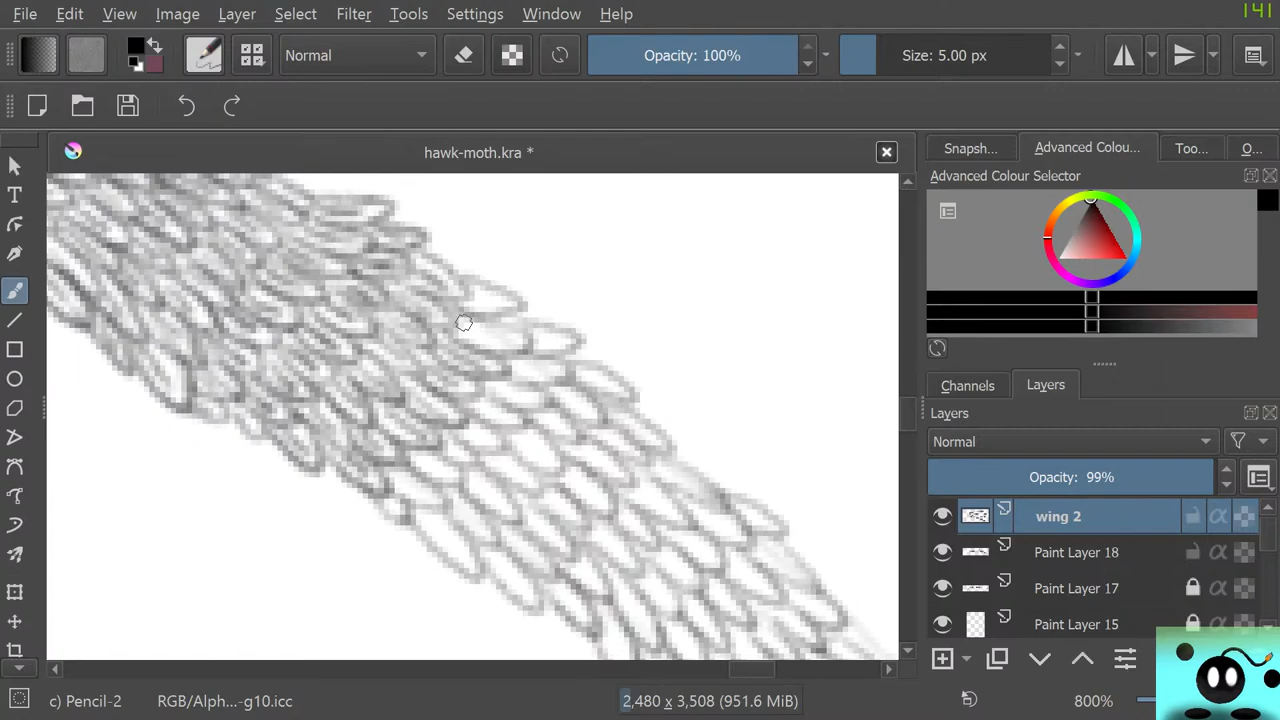 File Edit View Image Layer Select Filter Tools Settings Window Help
141
Normal
Opacity: 100%
Size: 5.00 px
hawk-moth.kra *
Snapsh...
Advanced Colou...
Too...
O...
Advanced Colour Selector
Channels
Layers
Layers
Normal
Opacity: 99%
wing 2
Paint Layer 18
Paint Layer 17
Paint Layer 15
c) Pencil-2
RGB/Alph...-g10.icc
2,480 x 3,508 (951.6 MiB)
800%